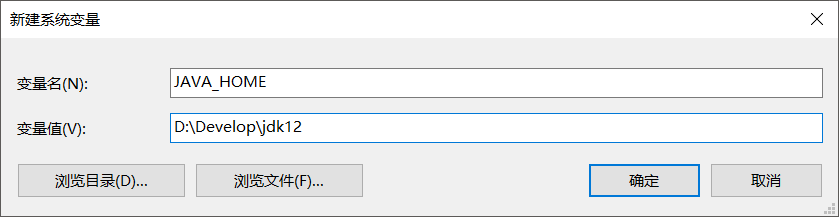 新建系统变量
变量名(N): JAVA_HOME
变量值(V): D:\Develop\jdk12
浏览目录(D)... 浏览文件(F)... 确定 取消